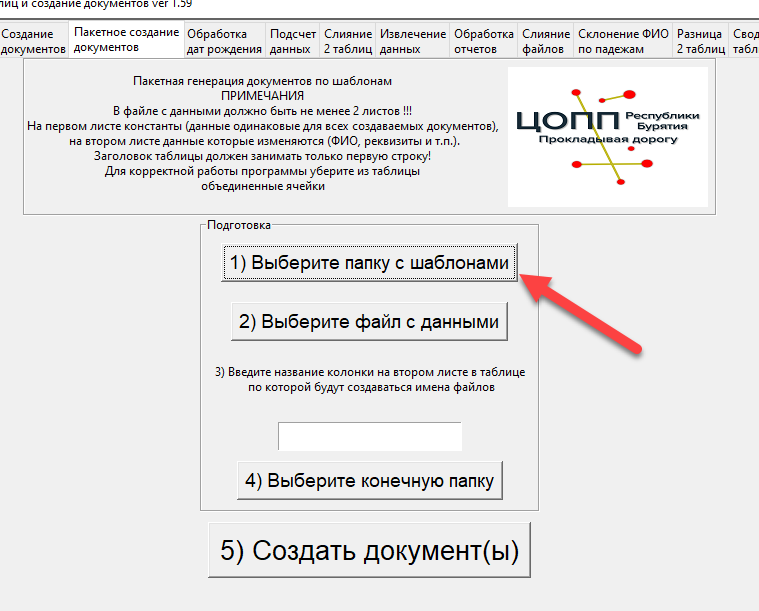 лиц и создание документов ver 1.59
Создание документов
Пакетное создание документов
Обработка дат рождения
Подсчет данных
Слияние 2 таблиц
Извлечение данных
Обработка отчетов
Слияние файлов
Склонение ФИО по падежам
Разница 2 таблиц
Свод табл
Пакетная генерация документов по шаблонам
ПРИМЕЧАНИЯ
В файле с данными должно быть не менее 2 листов !!!
На первом листе константы (данные одинаковые для всех создаваемых документов),
на втором листе данные которые изменяются (ФИО, реквизиты и т.п.).
Заголовок таблицы должен занимать только первую строку!
Для корректной работы программы уберите из таблицы
объединенные ячейки
ЦОПП Республики
Бурятия
Прокладывая дорогу
Подготовка
1) Выберите папку с шаблонами
2) Выберите файл с данными
3) Введите название колонки на втором листе в таблице
по которой будут создаваться имена файлов
4) Выберите конечную папку
5) Создать документ(ы)